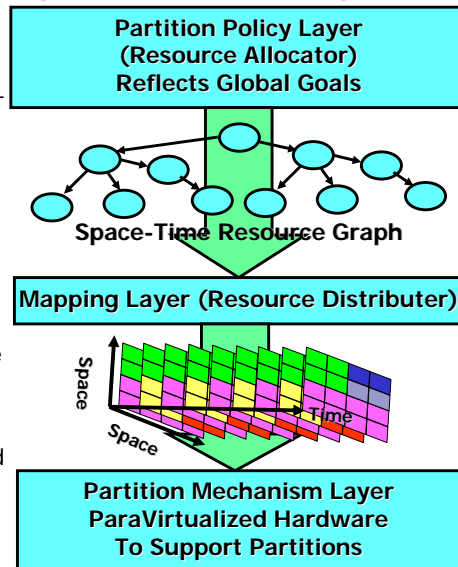 Partition Policy Layer
(Resource Allocator)
Reflects Global Goals
Space-Time Resource Graph
Mapping Layer (Resource Distributer)
Space
Time
Space
Partition Mechanism Layer
ParaVirtualized Hardware
To Support Partitions